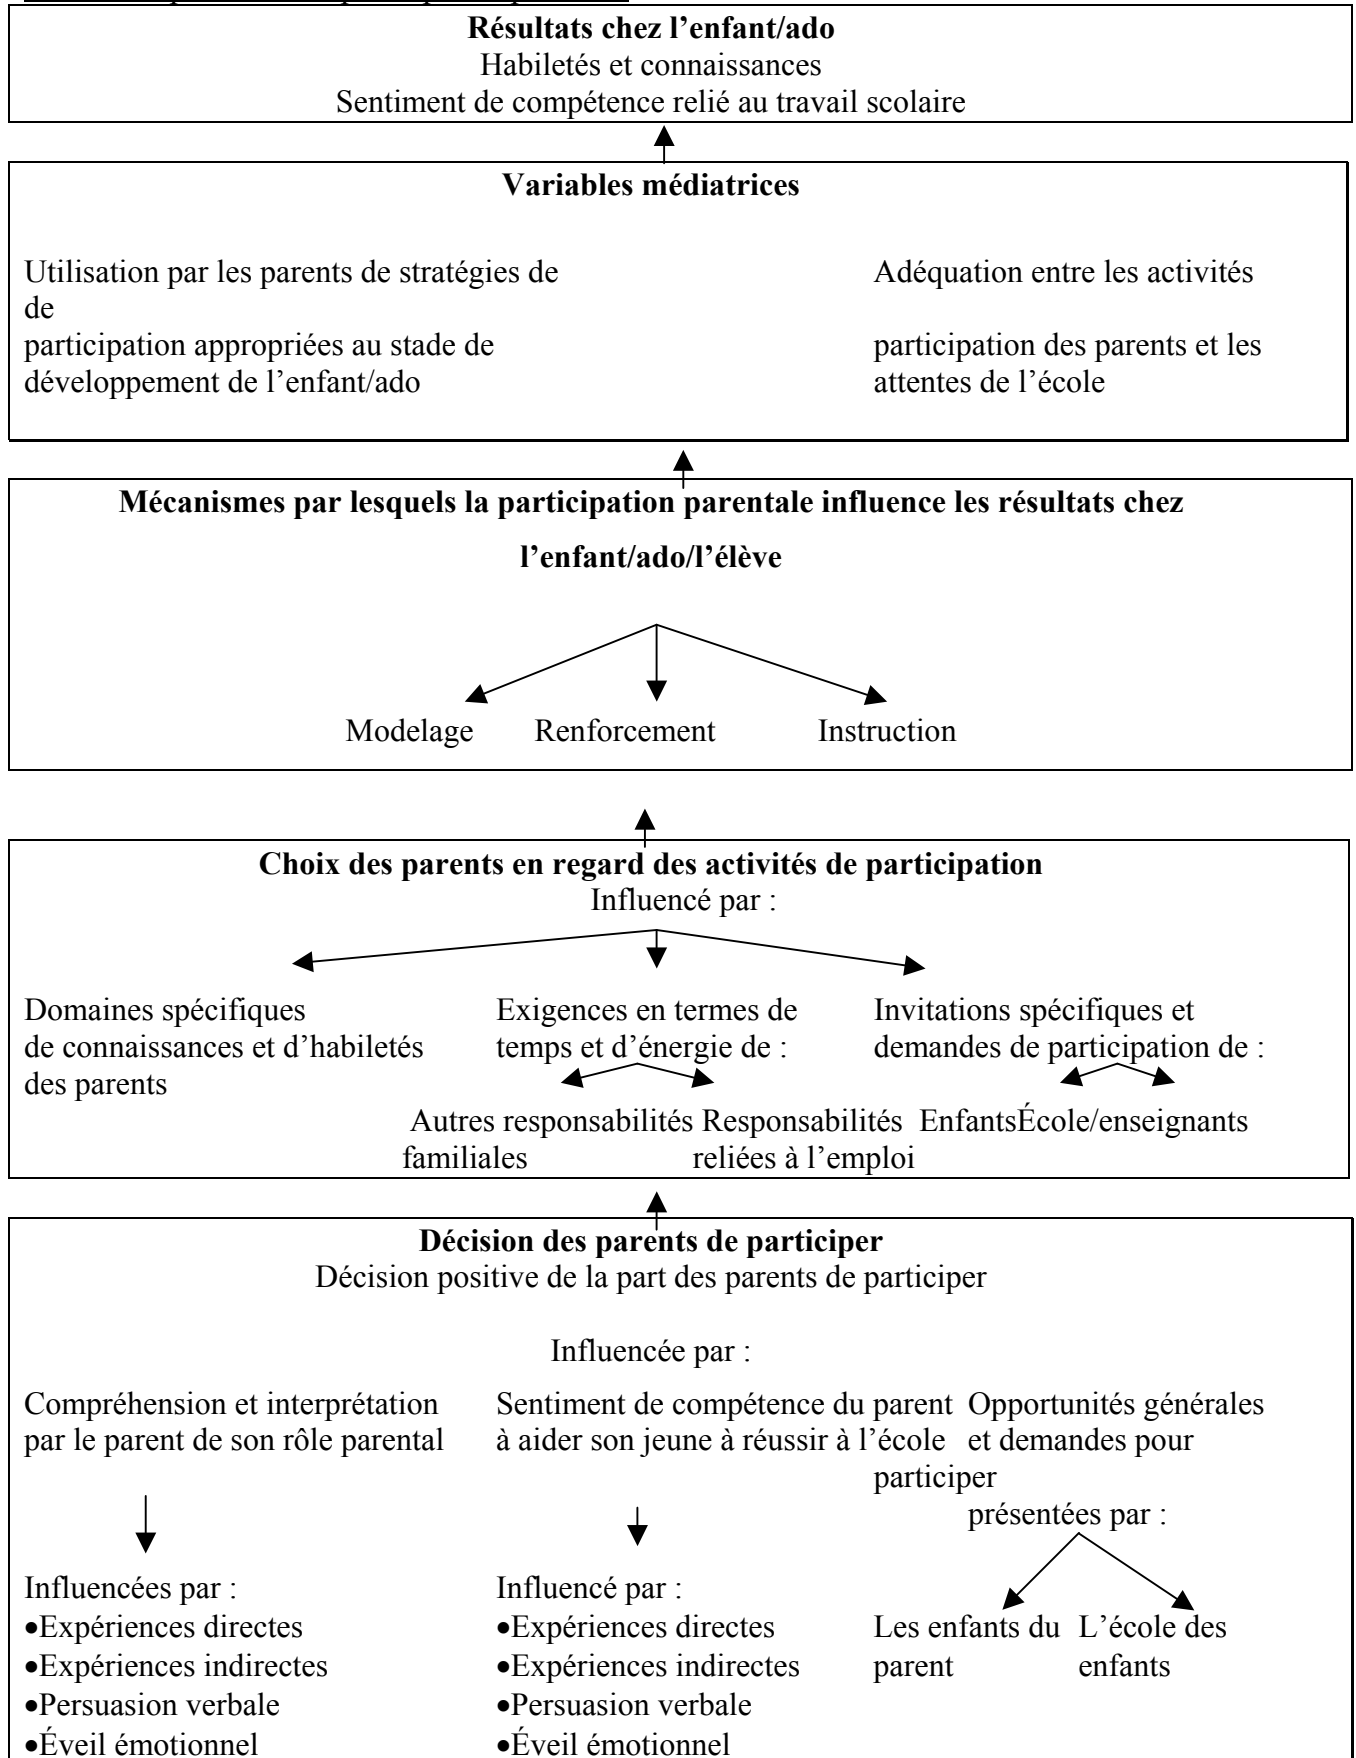 Résultats chez l’enfant/ado
Habiletés et connaissances
Sentiment de compétence relié au travail scolaire
Variables médiatrices
Utilisation par les parents de stratégies de
de
participation appropriées au stade de
développement de l’enfant/ado
Adéquation entre les activités
participation des parents et les
attentes de l’école
Mécanismes par lesquels la participation parentale influence les résultats chez
l’enfant/ado/l’élève
Modelage
Renforcement
Instruction
Choix des parents en regard des activités de participation
Influencé par :
Domaines spécifiques
de connaissances et d’habiletés
des parents
Exigences en termes de
temps et d’énergie de :
Invitations spécifiques et
demandes de participation de :
Autres responsabilités
familiales
Responsabilités
reliées à l’emploi
Enfants
École/enseignants
Décision des parents de participer
Décision positive de la part des parents de participer
Influencée par :
Compréhension et interprétation
par le parent de son rôle parental
Influencées par :
•Expériences directes
•Expériences indirectes
•Persuasion verbale
•Éveil émotionnel
Sentiment de compétence du parent
à aider son jeune à réussir à l’école
Influencé par :
•Expériences directes
•Expériences indirectes
•Persuasion verbale
•Éveil émotionnel
Opportunités générales
et demandes pour
participer
présentées par :
Les enfants du
parent
L’école des
enfants